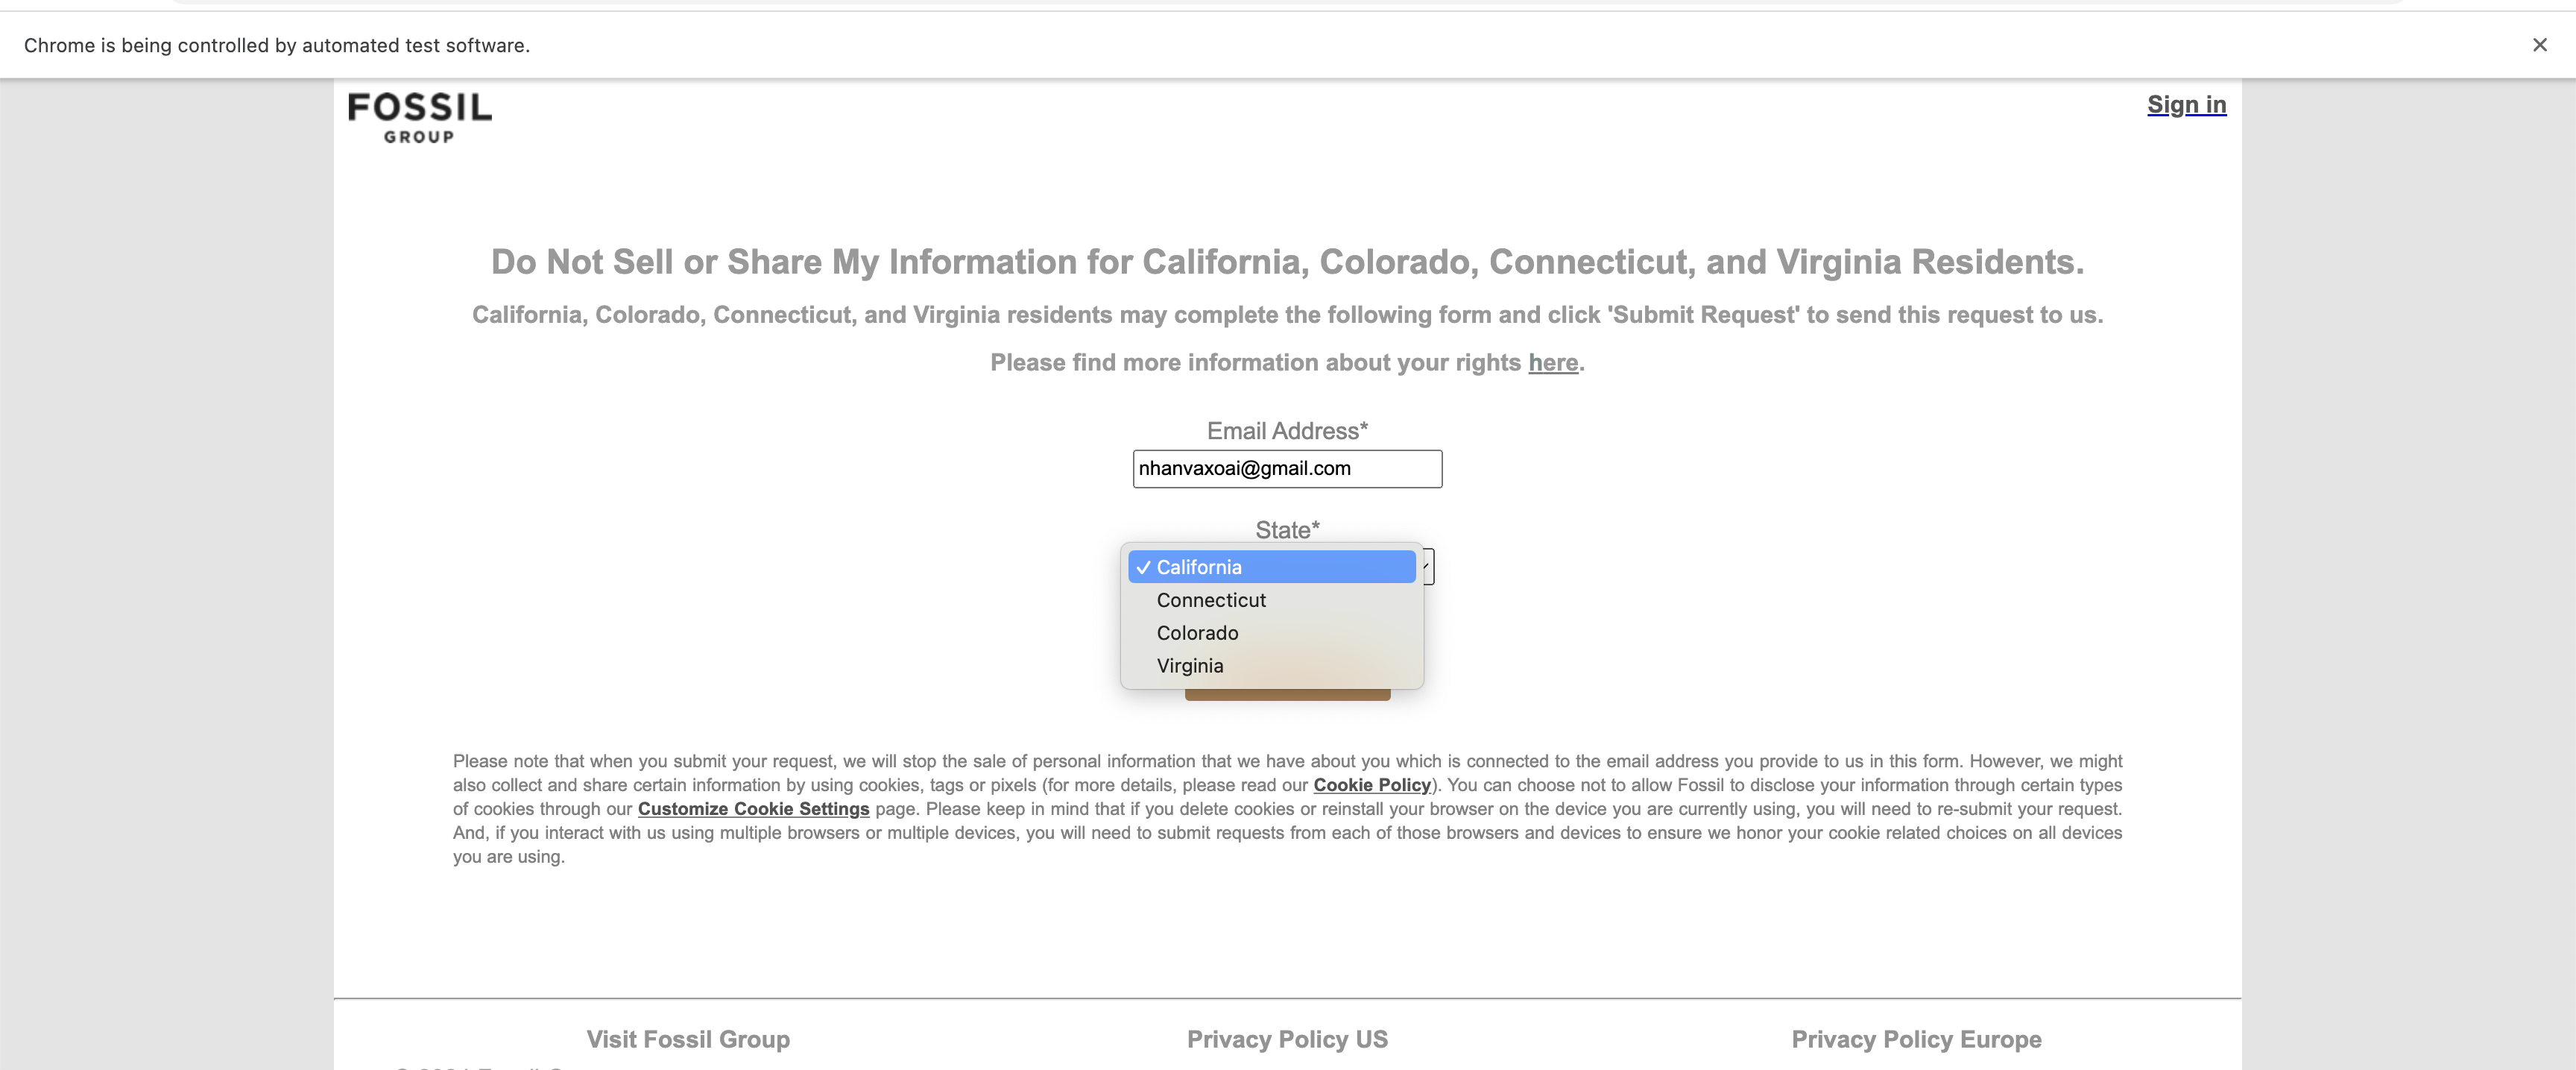 Chrome is being controlled by automated test software.
FOSSIL
GROUP
Sign in
Do Not Sell or Share My Information for California, Colorado, Connecticut, and Virginia Residents.
California, Colorado, Connecticut, and Virginia residents may complete the following form and click 'Submit Request' to send this request to us.
Please find more information about your rights here.
Email Address*
nhanvaxoai@gmail.com
State*
California
Connecticut
Colorado
Virginia
Please note that when you submit your request, we will stop the sale of personal information that we have about you which is connected to the email address you provide to us in this form. However, we might
also collect and share certain information by using cookies, tags or pixels (for more details, please read our Cookie Policy). You can choose not to allow Fossil to disclose your information through certain types
of cookies through our Customize Cookie Settings page. Please keep in mind that if you delete cookies or reinstall your browser on the device you are currently using, you will need to re-submit your request.
And, if you interact with us using multiple browsers or multiple devices, you will need to submit requests from each of those browsers and devices to ensure we honor your cookie related choices on all devices
you are using.
Visit Fossil Group
Privacy Policy US
Privacy Policy Europe